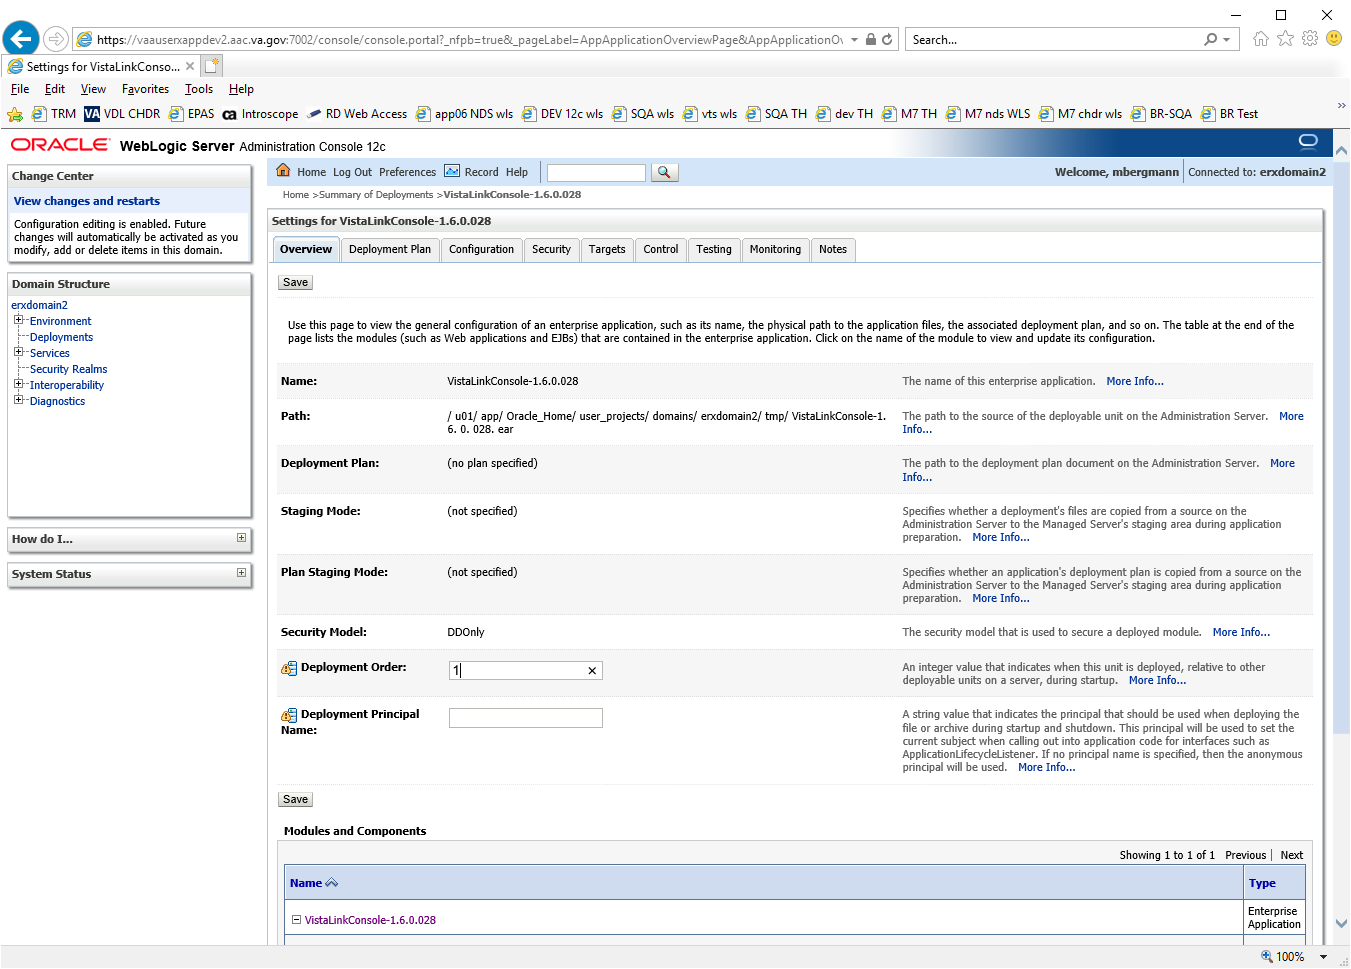 https://vaauserxappdev2.aac.va.gov:7002/console/console.portal?_nfpb=true&_pageLabel=AppApplicationOverviewPage&AppApplicationOv
Search...
Settings for VistaLinkConso...
File Edit View Favorites Tools Help
TRM VA VDL CHDR EPAS ca Introscope RD Web Access app06 NDS wls DEV 12c wls SQA wls vts wls SQA TH dev TH M7 TH M7 nds WLS M7 chdr wls BR-SQA BR Test
ORACLE WebLogic Server Administration Console 12c
Change Center
View changes and restarts
Configuration editing is enabled. Future
changes will automatically be activated as you
modify, add or delete items in this domain.
Domain Structure
erxdomain2
Environment
Deployments
Services
Security Realms
Interoperability
Diagnostics
How do I...
System Status
Home Log Out Preferences Record Help
Welcome, mbergmann Connected to: erxdomain2
Home >Summary of Deployments >VistaLinkConsole-1.6.0.028
Settings for VistaLinkConsole-1.6.0.028
Overview Deployment Plan Configuration Security Targets Control Testing Monitoring Notes
Save
Use this page to view the general configuration of an enterprise application, such as its name, the physical path to the application files, the associated deployment plan, and so on. The table at the end of the
page lists the modules (such as Web applications and EJBs) that are contained in the enterprise application. Click on the name of the module to view and update its configuration.
Name: VistaLinkConsole-1.6.0.028 The name of this enterprise application. More Info...
Path: / u01/ app/ Oracle_Home/ user_projects/ domains/ erxdomain2/ tmp/ VistaLinkConsole-1.
6. 0. 028. ear
The path to the source of the deployable unit on the Administration Server. More
Info...
Deployment Plan: (no plan specified) The path to the deployment plan document on the Administration Server. More
Info...
Staging Mode: (not specified) Specifies whether a deployment's files are copied from a source on the
Administration Server to the Managed Server's staging area during application
preparation. More Info...
Plan Staging Mode: (not specified) Specifies whether an application's deployment plan is copied from a source on the
Administration Server to the Managed Server's staging area during application
preparation. More Info...
Security Model: DDOnly The security model that is used to secure a deployed module. More Info...
Deployment Order: 1 An integer value that indicates when this unit is deployed, relative to other
deployable units on a server, during startup. More Info...
Deployment Principal
Name:
A string value that indicates the principal that should be used when deploying the
file or archive during startup and shutdown. This principal will be used to set the
current subject when calling out into application code for interfaces such as
ApplicationLifecycleListener. If no principal name is specified, then the anonymous
principal will be used. More Info...
Save
Modules and Components
Showing 1 to 1 of 1 Previous | Next
Name Type
VistaLinkConsole-1.6.0.028 Enterprise
Application
100%